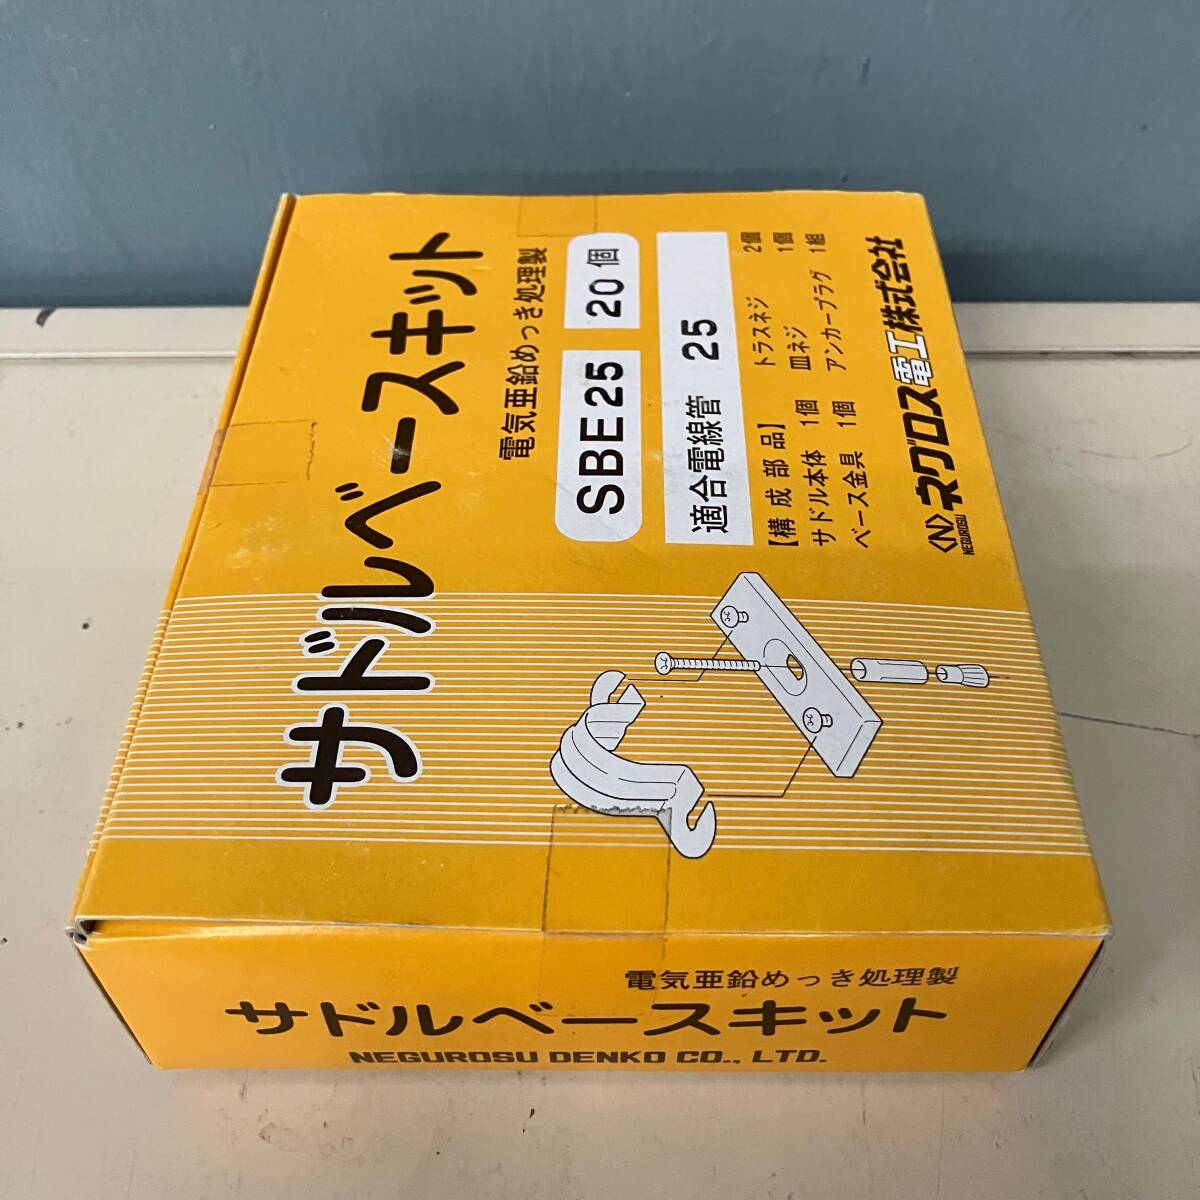 サドルベースキット
電気亜鉛めっき処理製
SBE25 20個
適合電線管 25
【構成部品】
サドル本体 1個
ベース金具 1個
トラスネジ 2個
皿ネジ 1個
アンカープラグ 1組
<N> ネグロス電工株式会社
NEGUROSU
電気亜鉛めっき処理製
サドルベースキット
NEGUROSU DENKO CO., LTD.